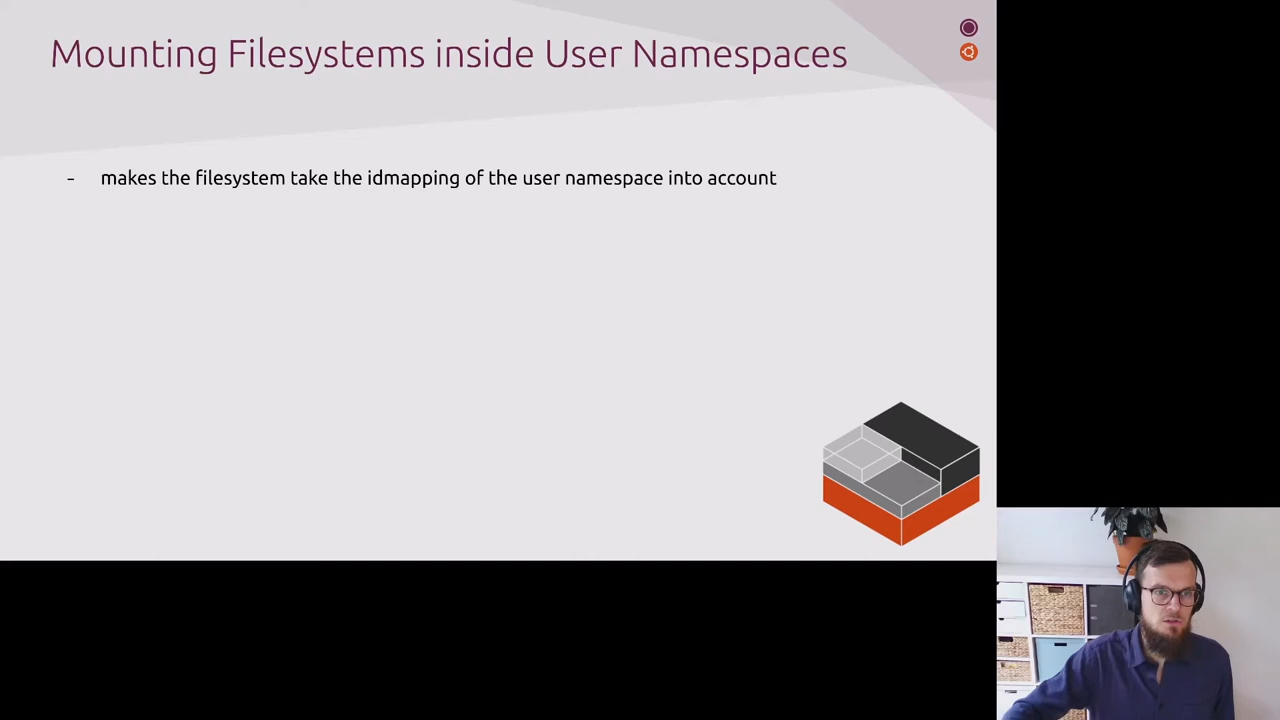 Mounting Filesystems inside User Namespaces
- makes the filesystem take the idmapping of the user namespace into account